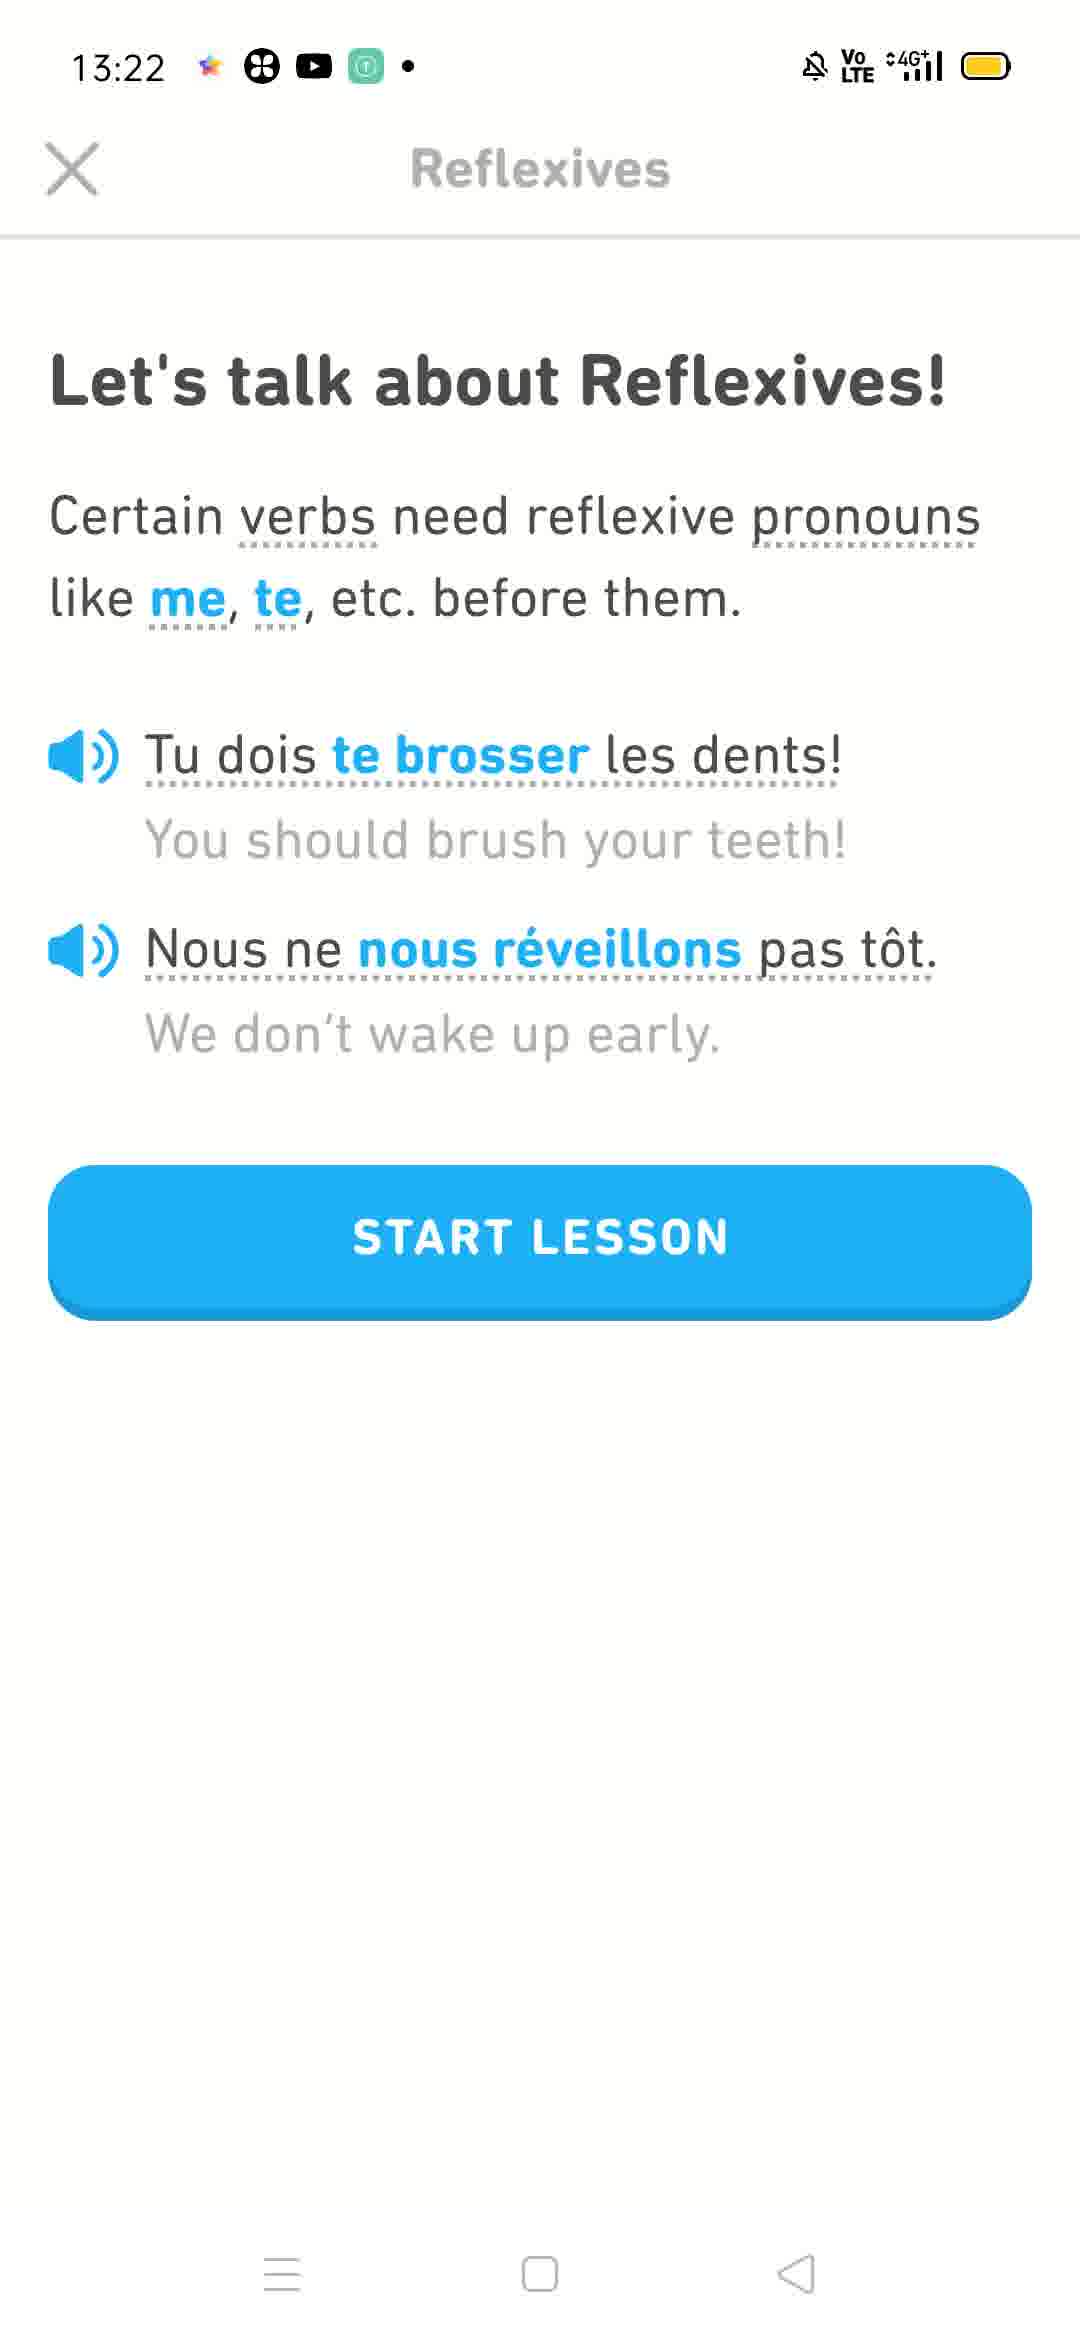 13:22
Vo
LTE
4G+
Reflexives
Let's talk about Reflexives!
Certain verbs need reflexive pronouns
like me, te, etc. before them.
Tu dois te brosser les dents!
You should brush your teeth!
Nous ne nous réveillons pas tôt.
We don’t wake up early.
START LESSON